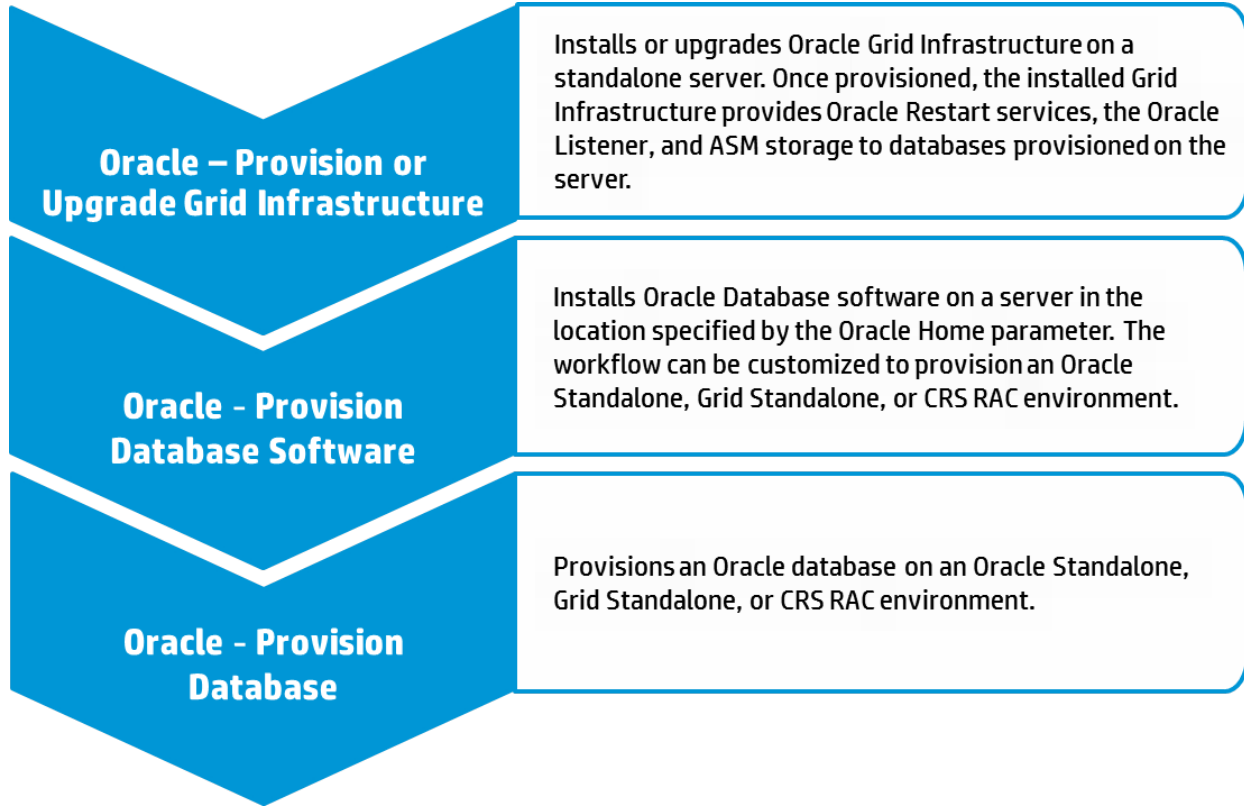 Oracle – Provision or
Upgrade Grid Infrastructure
Installs or upgrades Oracle Grid Infrastructure on a
standalone server. Once provisioned, the installed Grid
Infrastructure provides Oracle Restart services, the Oracle
Listener, and ASM storage to databases provisioned on the
server.
Oracle - Provision
Database Software
Installs Oracle Database software on a server in the
location specified by the Oracle Home parameter. The
workflow can be customized to provision an Oracle
Standalone, Grid Standalone, or CRS RAC environment.
Oracle - Provision
Database
Provisions an Oracle database on an Oracle Standalone,
Grid Standalone, or CRS RAC environment.